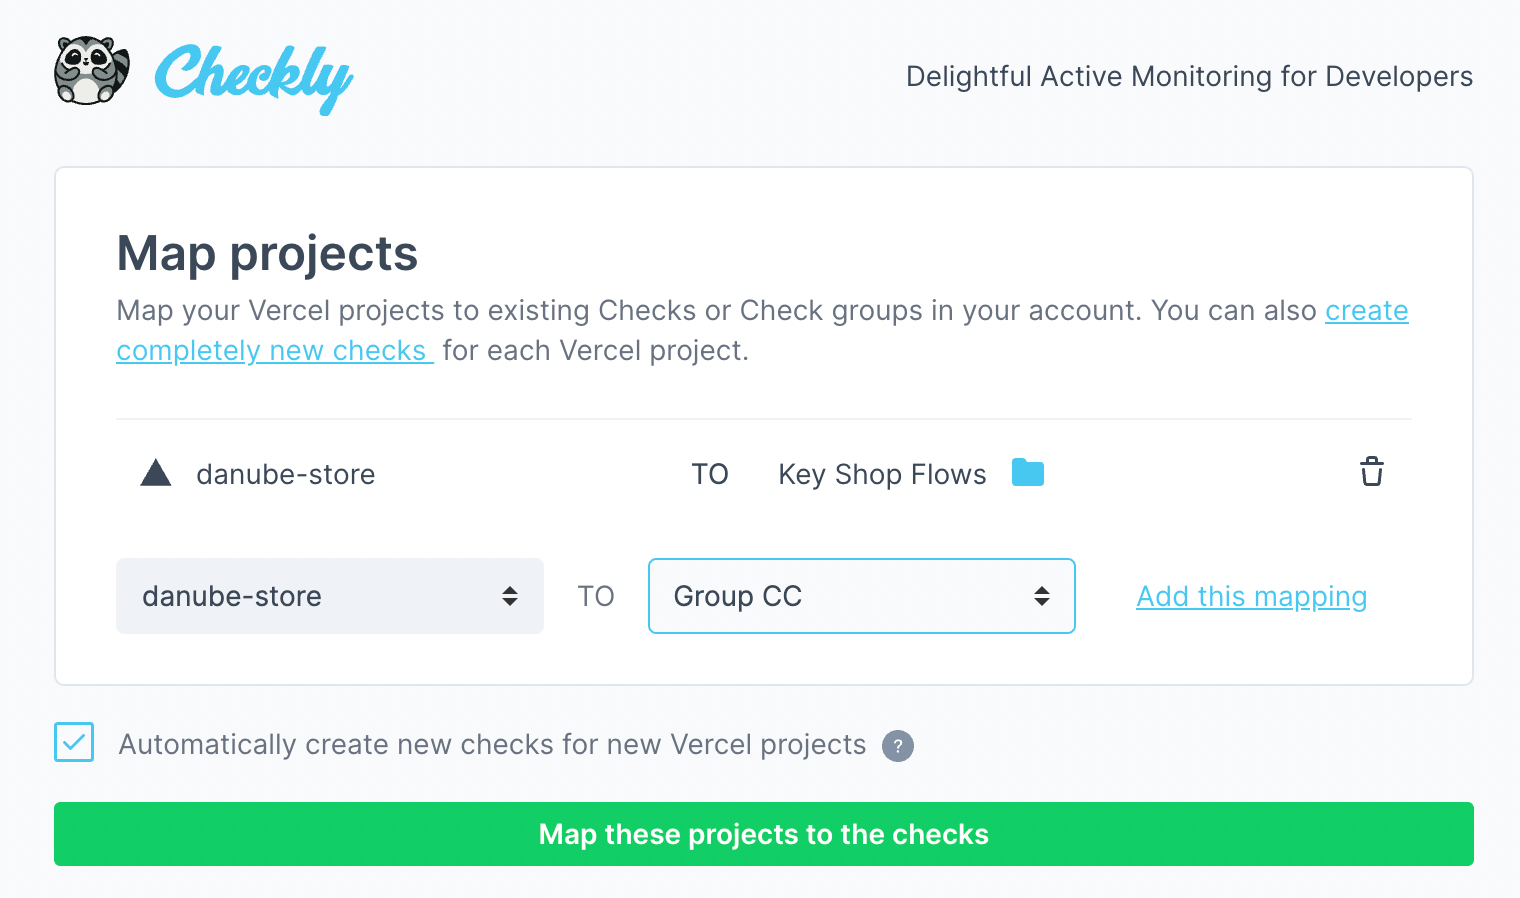 Checkly
Delightful Active Monitoring for Developers
Map projects
Map your Vercel projects to existing Checks or Check groups in your account. You can also create
completely new checks for each Vercel project.
danube-store TO Key Shop Flows
danube-store TO Group CC Add this mapping
Automatically create new checks for new Vercel projects ?
Map these projects to the checks